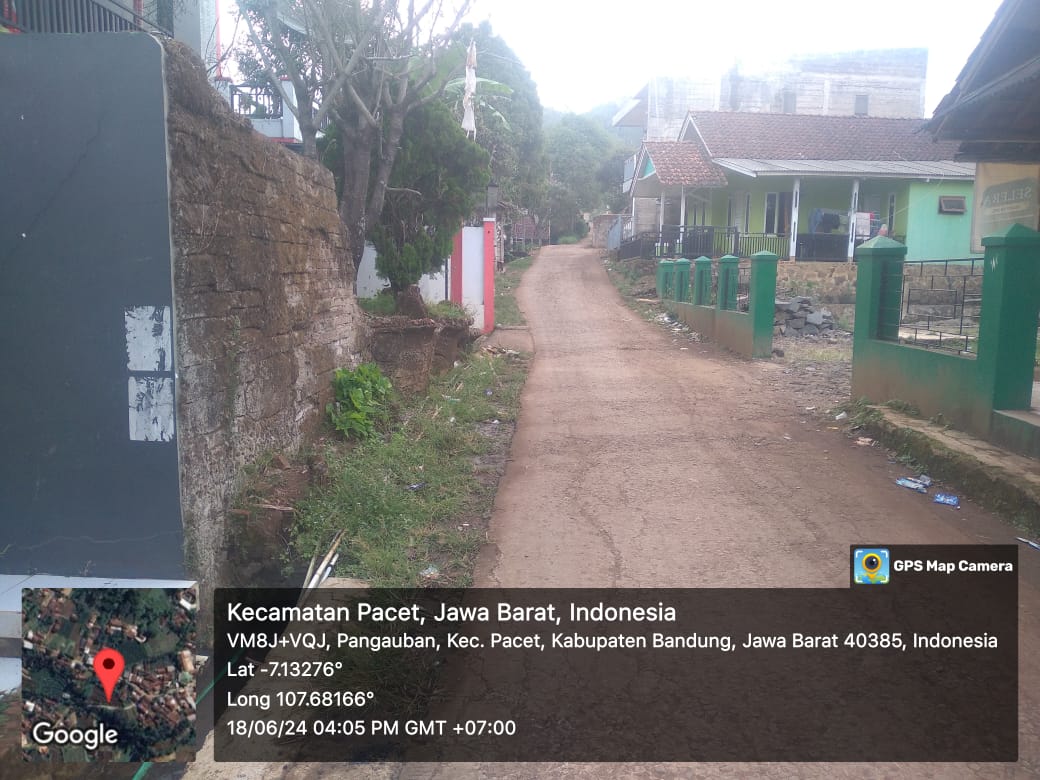 SELERA
GPS Map Camera
Kecamatan Pacet, Jawa Barat, Indonesia
VM8J+VQJ, Pangauban, Kec. Pacet, Kabupaten Bandung, Jawa Barat 40385, Indonesia
Lat -7.13276°
Long 107.68166°
18/06/24 04:05 PM GMT +07:00
Google